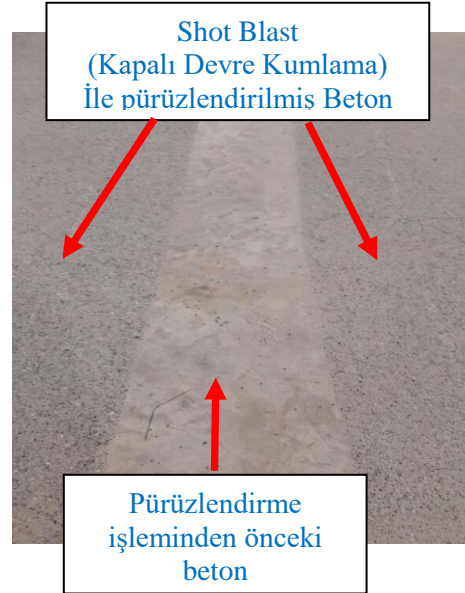 Shot Blast
(Kapalı Devre Kumlama)
İle pürüzlendirilmiş Beton
Pürüzlendirme
işleminden önceki
beton